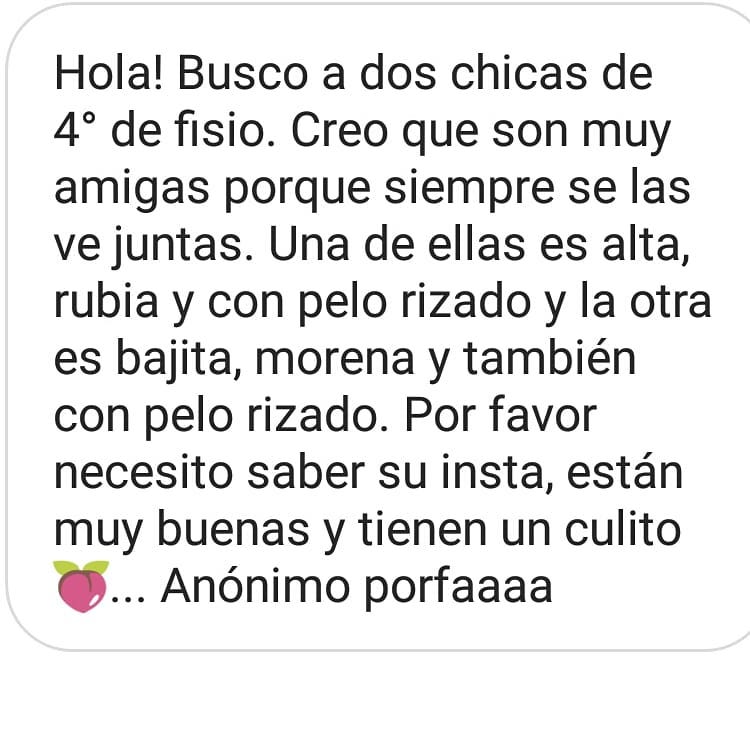 Hola! Busco a dos chicas de
4° de fisio. Creo que son muy
amigas porque siempre se las
ve juntas. Una de ellas es alta,
rubia y con pelo rizado y la otra
es bajita, morena y también
con pelo rizado. Por favor
necesito saber su insta, están
muy buenas y tienen un culito
🍑... Anónimo porfaaaa